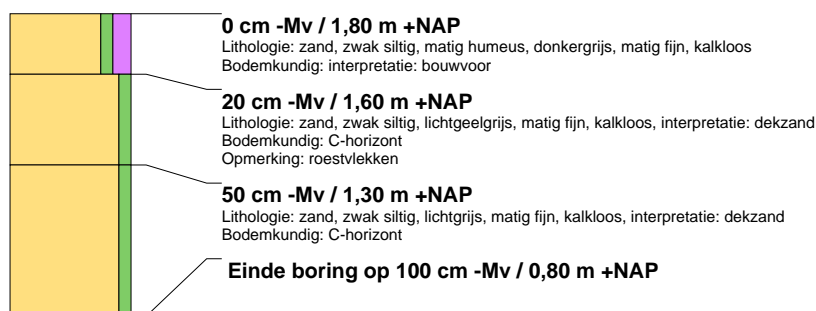 0 cm -Mv / 1,80 m +NAP
Lithologie: zand, zwak siltig, matig humeus, donkergrijs, matig fijn, kalkloos
Bodemkundig: interpretatie: bouwvoor
20 cm -Mv / 1,60 m +NAP
Lithologie: zand, zwak siltig, lichtgeelgrijs, matig fijn, kalkloos, interpretatie: dekzand
Bodemkundig: C-horizont
Opmerking: roestvlekken
50 cm -Mv / 1,30 m +NAP
Lithologie: zand, zwak siltig, lichtgrijs, matig fijn, kalkloos, interpretatie: dekzand
Bodemkundig: C-horizont
Einde boring op 100 cm -Mv / 0,80 m +NAP